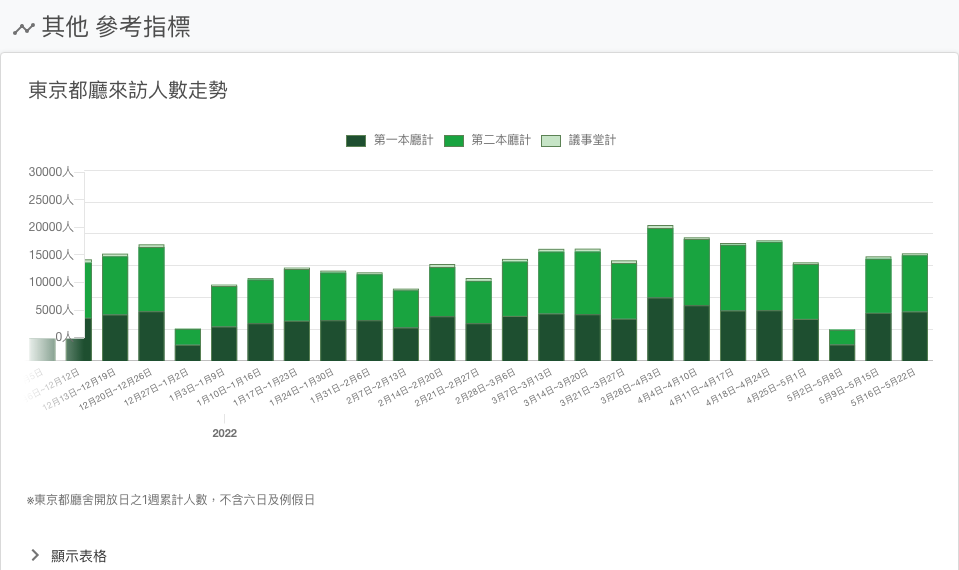 其他 參考指標
東京都廳來訪人數走勢
第一本廳計 第二本廳計 議事堂計
30000人
25000人
20000人
15000人
10000人
5000人
0人
12月13日~12月19日
12月20日~12月26日
12月27日~1月2日
1月3日~1月9日
1月10日~1月16日
1月17日~1月23日
1月24日~1月30日
1月31日~2月6日
2月7日~2月13日
2月14日~2月20日
2月21日~2月27日
2月28日~3月6日
3月7日~3月13日
3月14日~3月20日
3月21日~3月27日
3月28日~4月3日
4月4日~4月10日
4月11日~4月17日
4月18日~4月24日
4月25日~5月1日
5月2日~5月8日
5月9日~5月15日
5月16日~5月22日
2022
※東京都廳舍開放日之1週累計人數，不含六日及例假日
顯示表格